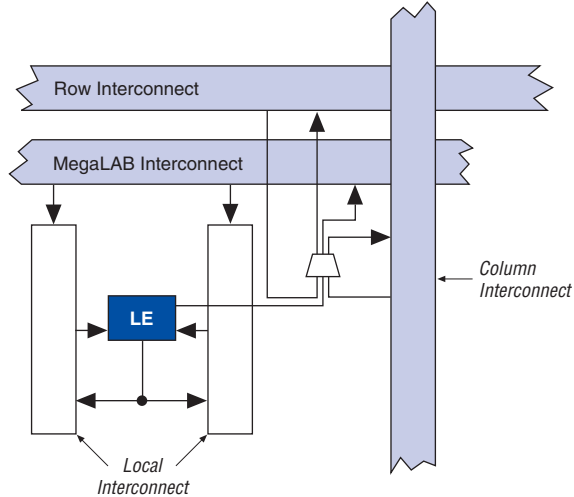 Row Interconnect
MegaLAB Interconnect
Column
Interconnect
LE
Local
Interconnect